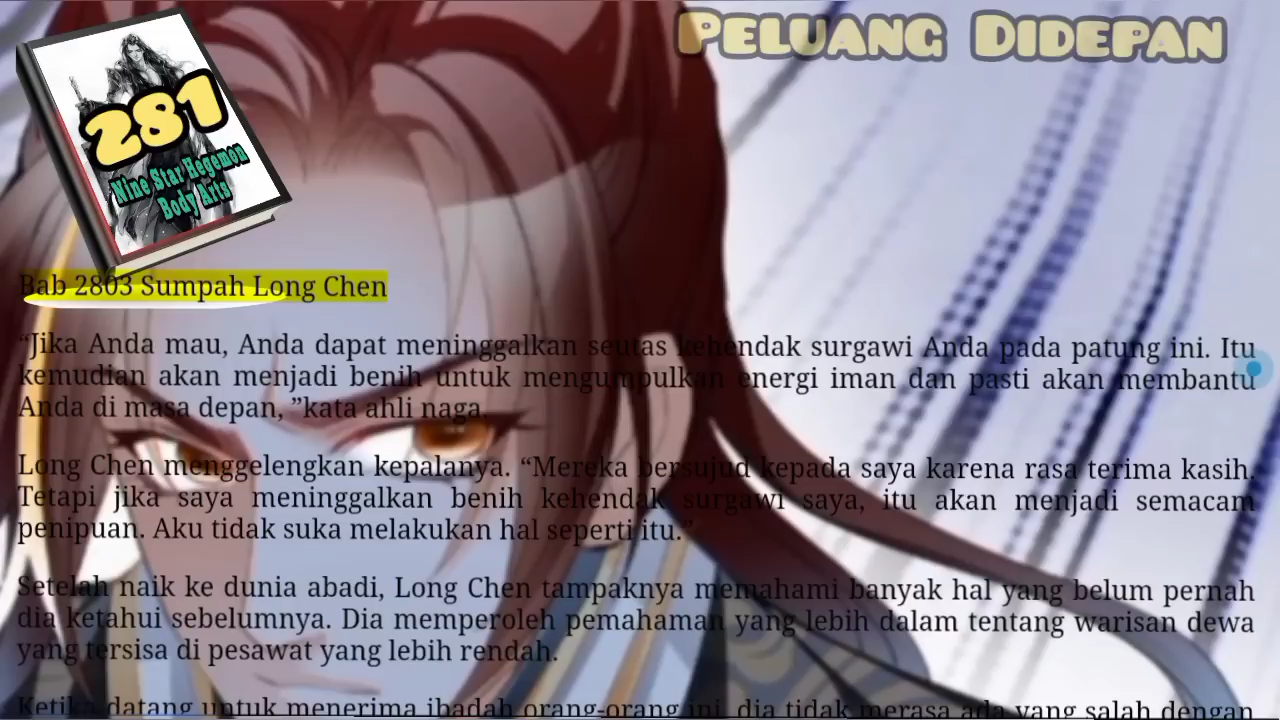 PELUANG DIDEPAN
281
Nine Star Hegemon
Body Arts
Bab 2803 Sumpah Long Chen
“Jika Anda mau, Anda dapat meninggalkan seutas kehendak surgawi Anda pada patung ini. Itu
kemudian akan menjadi benih untuk mengumpulkan energi iman dan pasti akan membantu
Anda di masa depan, ”kata ahli naga.
Long Chen menggelengkan kepalanya. “Mereka bersujud kepada saya karena rasa terima kasih.
Tetapi jika saya meninggalkan benih kehendak surgawi saya, itu akan menjadi semacam
penipuan. Aku tidak suka melakukan hal seperti itu.”
Setelah naik ke dunia abadi, Long Chen tampaknya memahami banyak hal yang belum pernah
dia ketahui sebelumnya. Dia memperoleh pemahaman yang lebih dalam tentang warisan dewa
yang tersisa di pesawat yang lebih rendah.
Ketika datang untuk menerima ibadah orang-orang ini, dia tidak merasa ada yang salah dengan